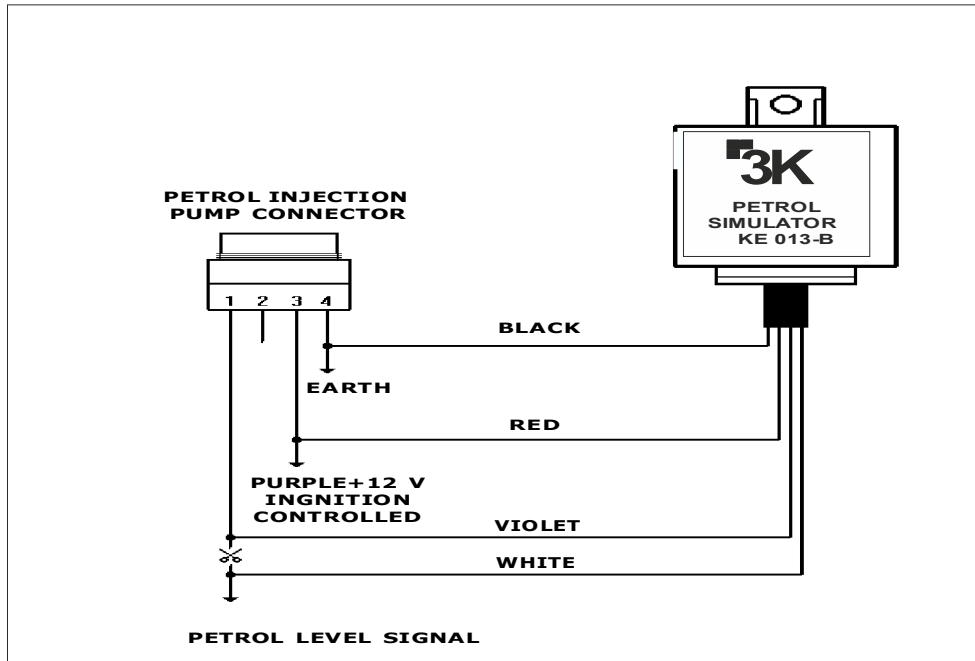 3K
PETROL
SIMULATOR
KE 013-B
PETROL INJECTION
PUMP CONNECTOR
1 2 3 4
BLACK
EARTH
RED
PURPLE+12 V
INGNITION
CONTROLLED
VIOLET
WHITE
PETROL LEVEL SIGNAL